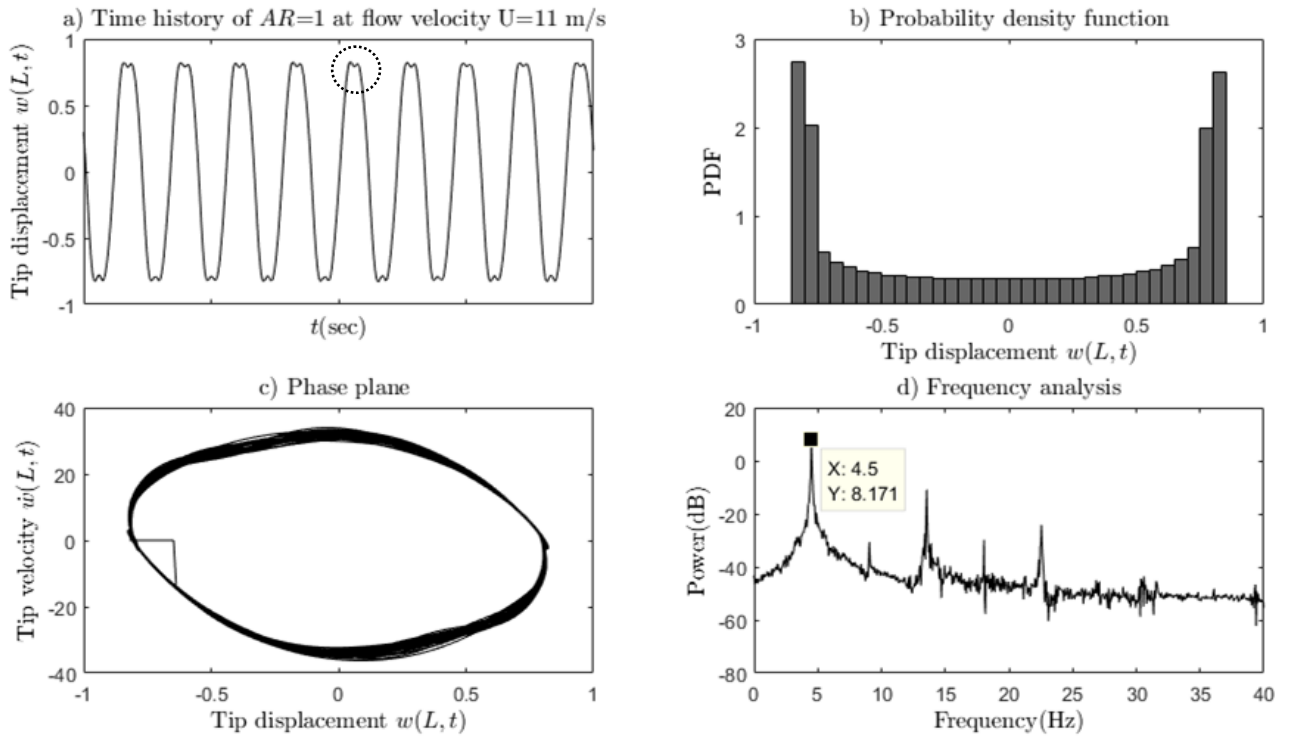 a) Time history of AR=1 at flow velocity U=11 m/s
Tip displacement w(L, t)
1
0.5
0
-0.5
-1
t(sec)
b) Probability density function
PDF
3
2
1
0
-1
-0.5
0
0.5
1
Tip displacement w(L, t)
c) Phase plane
Tip velocity ẇ(L, t)
40
20
0
-20
-40
-1
-0.5
0
0.5
1
Tip displacement w(L, t)
d) Frequency analysis
Power(dB)
20
0
-20
-40
-60
-80
X: 4.5
Y: 8.171
0
5
10
15
20
25
30
35
40
Frequency(Hz)